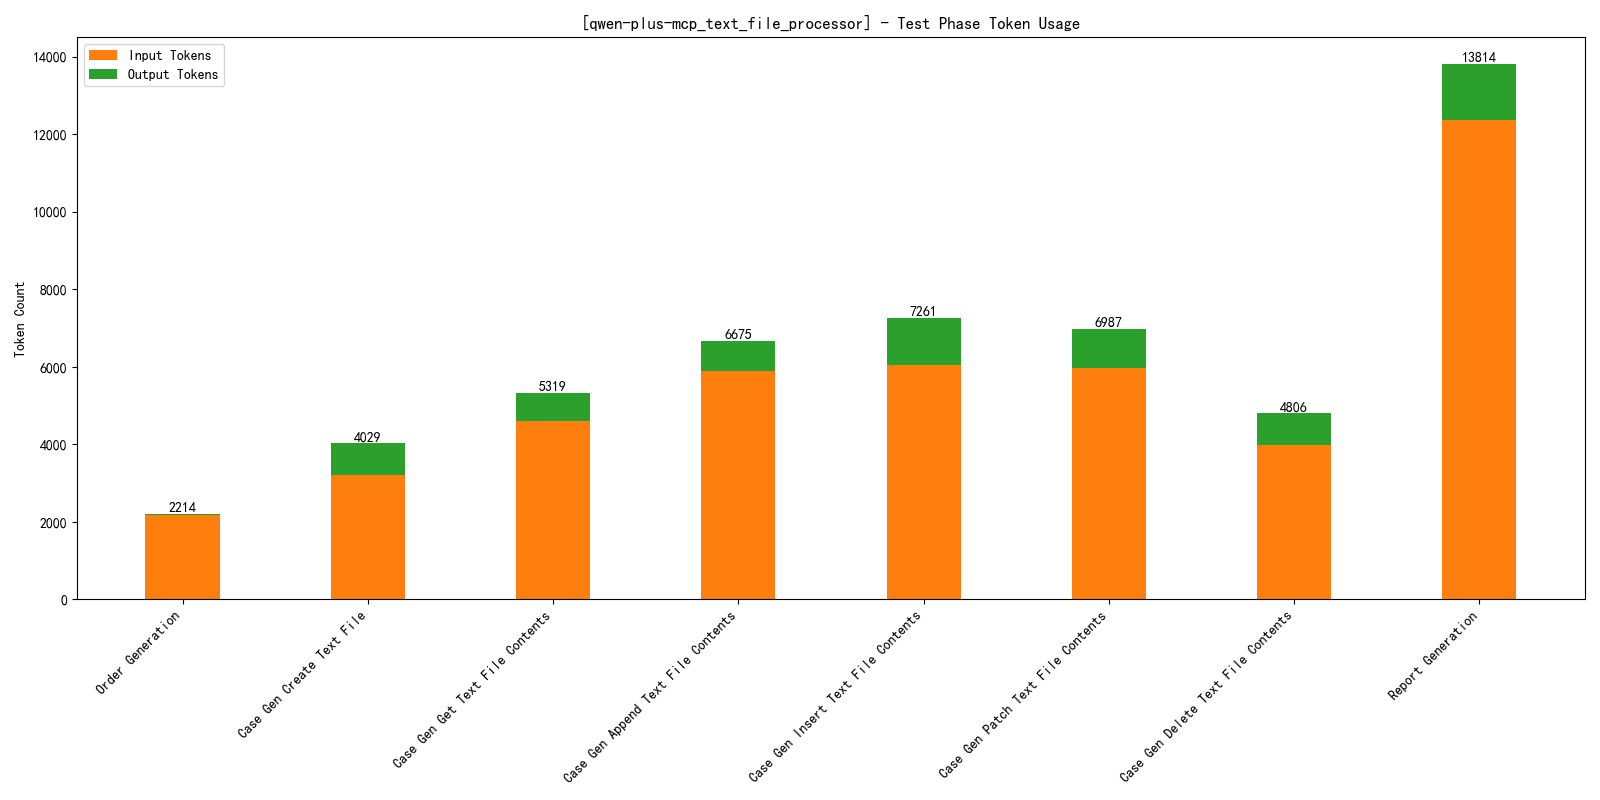 [qwen-plus-mcp_text_file_processor] - Test Phase Token Usage
Input Tokens
Output Tokens
Token Count
14000
12000
10000
8000
6000
4000
2000
0
2214
4029
5319
6675
7261
6987
4806
13814
Order Generation
Case Gen Create Text File
Case Gen Get Text File Contents
Case Gen Append Text File Contents
Case Gen Insert Text File Contents
Case Gen Patch Text File Contents
Case Gen Delete Text File Contents
Report Generation